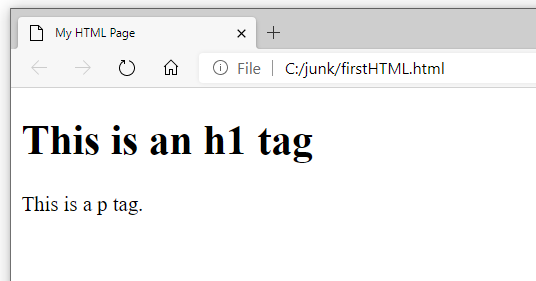 My HTML Page
File | C:/junk/firstHTML.html
This is an h1 tag
This is a p tag.